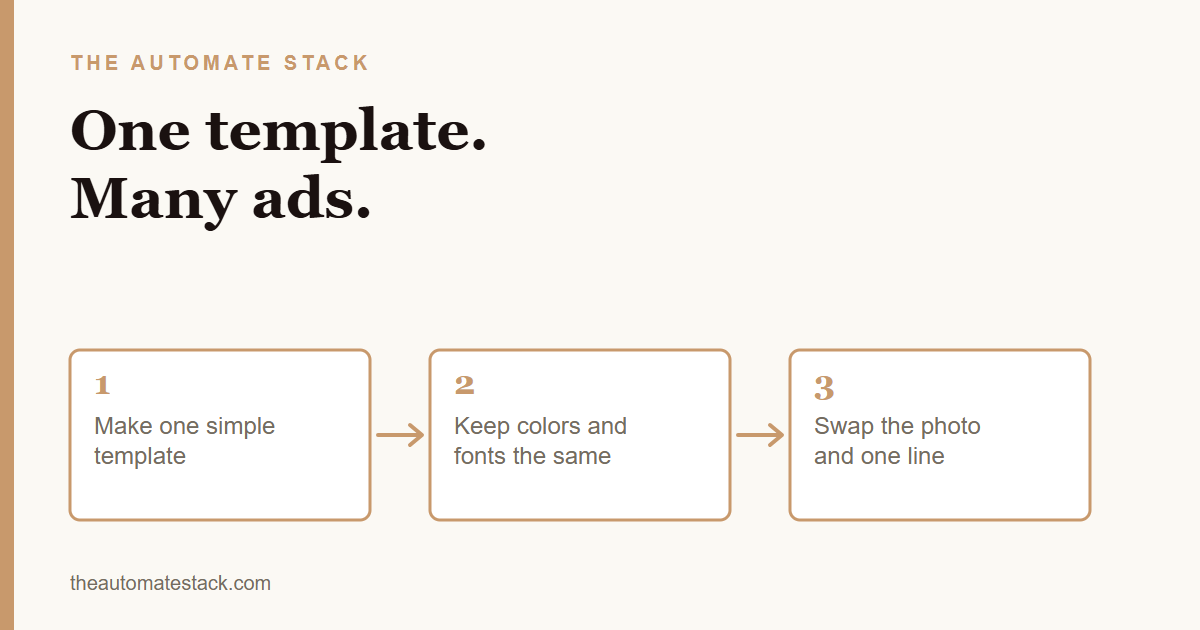 THE AUTOMATE STACK
One template.
Many ads.
1
Make one simple
template
2
Keep colors and
fonts the same
3
Swap the photo
and one line
theautomatestack.com